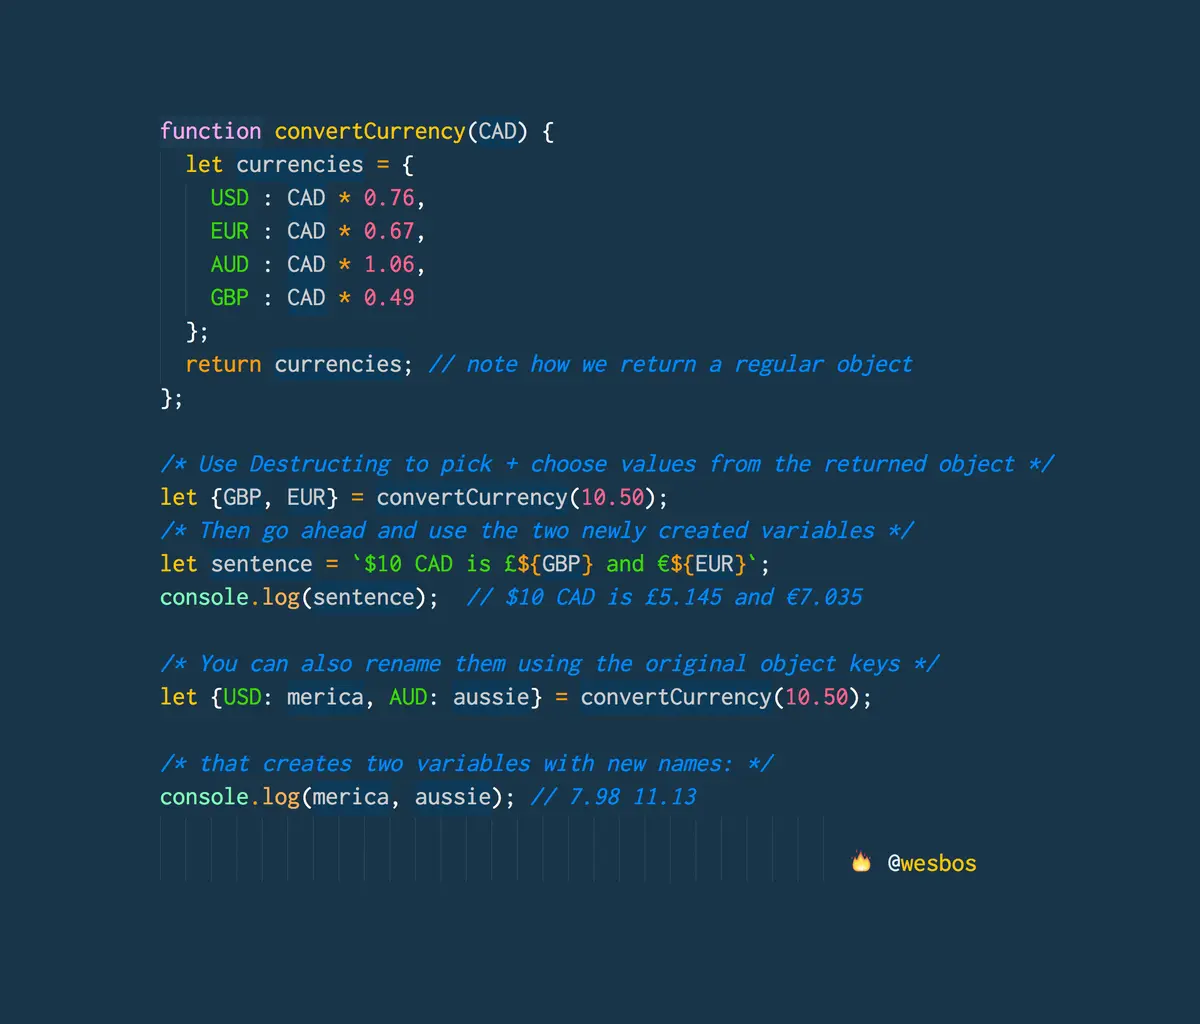 function convertCurrency(CAD) {
  let currencies = {
    USD : CAD * 0.76,
    EUR : CAD * 0.67,
    AUD : CAD * 1.06,
    GBP : CAD * 0.49
  };
  return currencies; // note how we return a regular object
};
/* Use Destructing to pick + choose values from the returned object */
let {GBP, EUR} = convertCurrency(10.50);
/* Then go ahead and use the two newly created variables */
let sentence = `$10 CAD is £${GBP} and €${EUR}`;
console.log(sentence);  // $10 CAD is £5.145 and €7.035
/* You can also rename them using the original object keys */
let {USD: merica, AUD: aussie} = convertCurrency(10.50);
/* that creates two variables with new names: */
console.log(merica, aussie); // 7.98 11.13
🔥 @wesbos